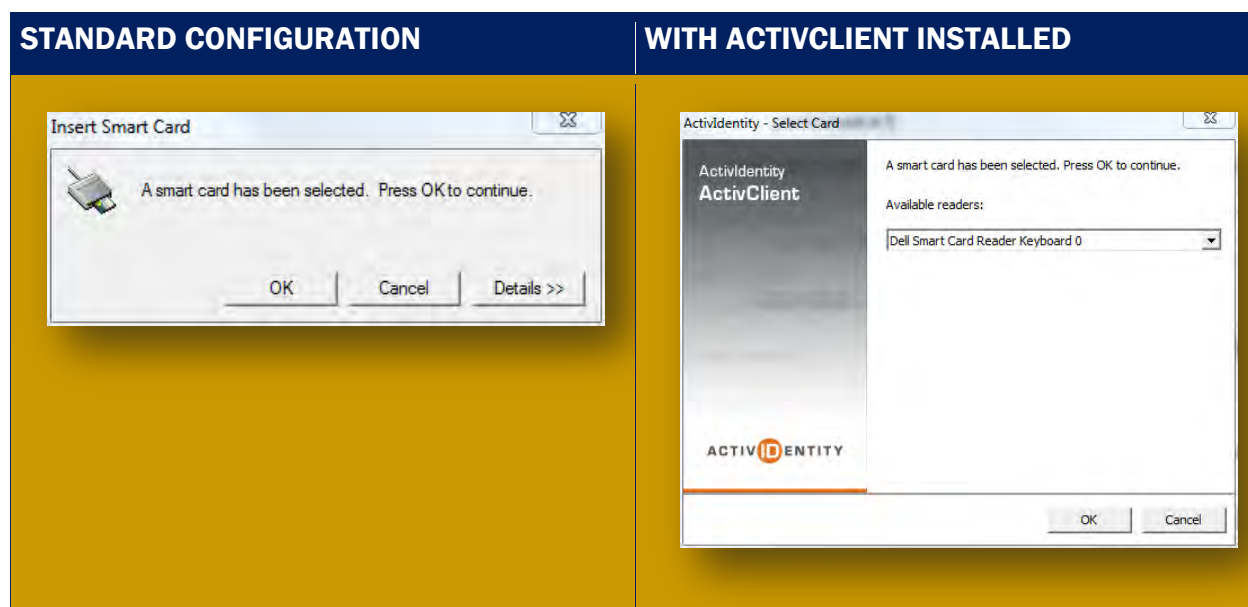 STANDARD CONFIGURATION
WITH ACTIVCLIENT INSTALLED
Insert Smart Card
A smart card has been selected. Press OK to continue.
OK
Cancel
Details >>
ActivIdentity - Select Card
ActivIdentity
ActivClient
A smart card has been selected. Press OK to continue.
Available readers:
Dell Smart Card Reader Keyboard 0
ACTIVIDENTITY
OK
Cancel